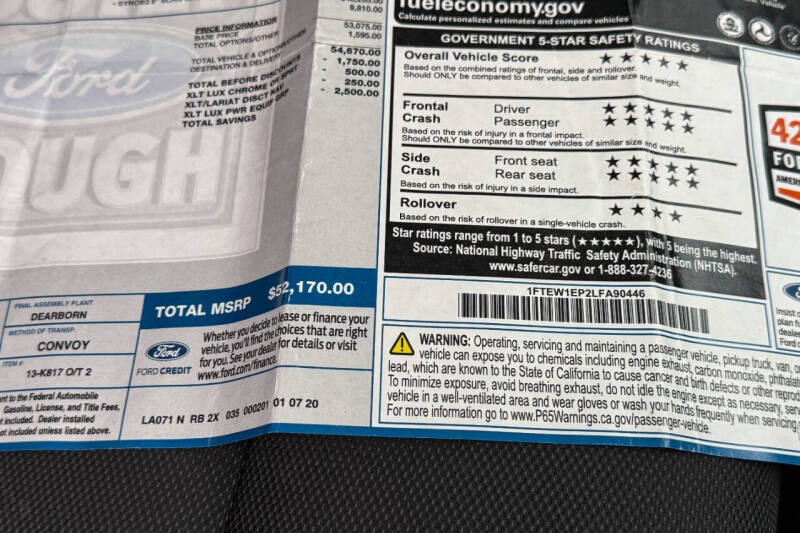 PRICE INFORMATION
BASE PRICE
TOTAL OPTIONS/OTHER
9,810.00
53,075.00
1,595.00
TOTAL VEHICLE & OPTIONS/OTHER
DESTINATION & DELIVERY
TOTAL BEFORE DISCOUNTS
54,670.00
XLT LUX CHROME OR SPRT
- 1,750.00
XLT/LARIAT DISCT NAV
- 500.00
XLT LUX PWR EQUIP GRP
- 250.00
TOTAL SAVINGS
- 2,500.00
Ford
OUGH
TOTAL MSRP $52,170.00
FINAL ASSEMBLY PLANT
DEARBORN
METHOD OF TRANSP.
CONVOY
ITEM #
13-K817 O/T 2
Ford
FORD CREDIT
Whether you decide to lease or finance your
vehicle, you'll find the choices that are right
for you. See your dealer for details or visit
www.ford.com/finance.
nt to the Federal Automobile
Gasoline, License, and Title Fees,
t included. Dealer installed
ot included unless listed above.
LA071 N RB 2X 035 000201 01 07 20
fueleconomy.gov
Calculate personalized estimates and compare vehicles
Vehicle
GOVERNMENT 5-STAR SAFETY RATINGS
Overall Vehicle Score ★ ★ ★ ★ ★
Based on the combined ratings of frontal, side and rollover.
Should ONLY be compared to other vehicles of similar size and weight.
Frontal Driver ★ ★ ★ ★ ★
Crash Passenger ★ ★ ★ ★ ★
Based on the risk of injury in a frontal impact.
Should ONLY be compared to other vehicles of similar size and weight.
Side Front seat ★ ★ ★ ★ ★
Crash Rear seat ★ ★ ★ ★ ★
Based on the risk of injury in a side impact.
Rollover ★ ★ ★ ★
Based on the risk of rollover in a single-vehicle crash.
Star ratings range from 1 to 5 stars (★★★★★), with 5 being the highest.
Source: National Highway Traffic Safety Administration (NHTSA).
www.safercar.gov or 1-888-327-4236
1FTEW1EP2LFA90446
WARNING: Operating, servicing and maintaining a passenger vehicle, pickup truck, van, or
vehicle can expose you to chemicals including engine exhaust, carbon monoxide, phthalat
lead, which are known to the State of California to cause cancer and birth defects or other reprod
To minimize exposure, avoid breathing exhaust, do not idle the engine except as necessary, serv
vehicle in a well-ventilated area and wear gloves or wash your hands frequently when servicing
For more information go to www.P65Warnings.ca.gov/passenger-vehicle.
42
FOR
AMERI
Insist o
plan fu
dealer
Ford c